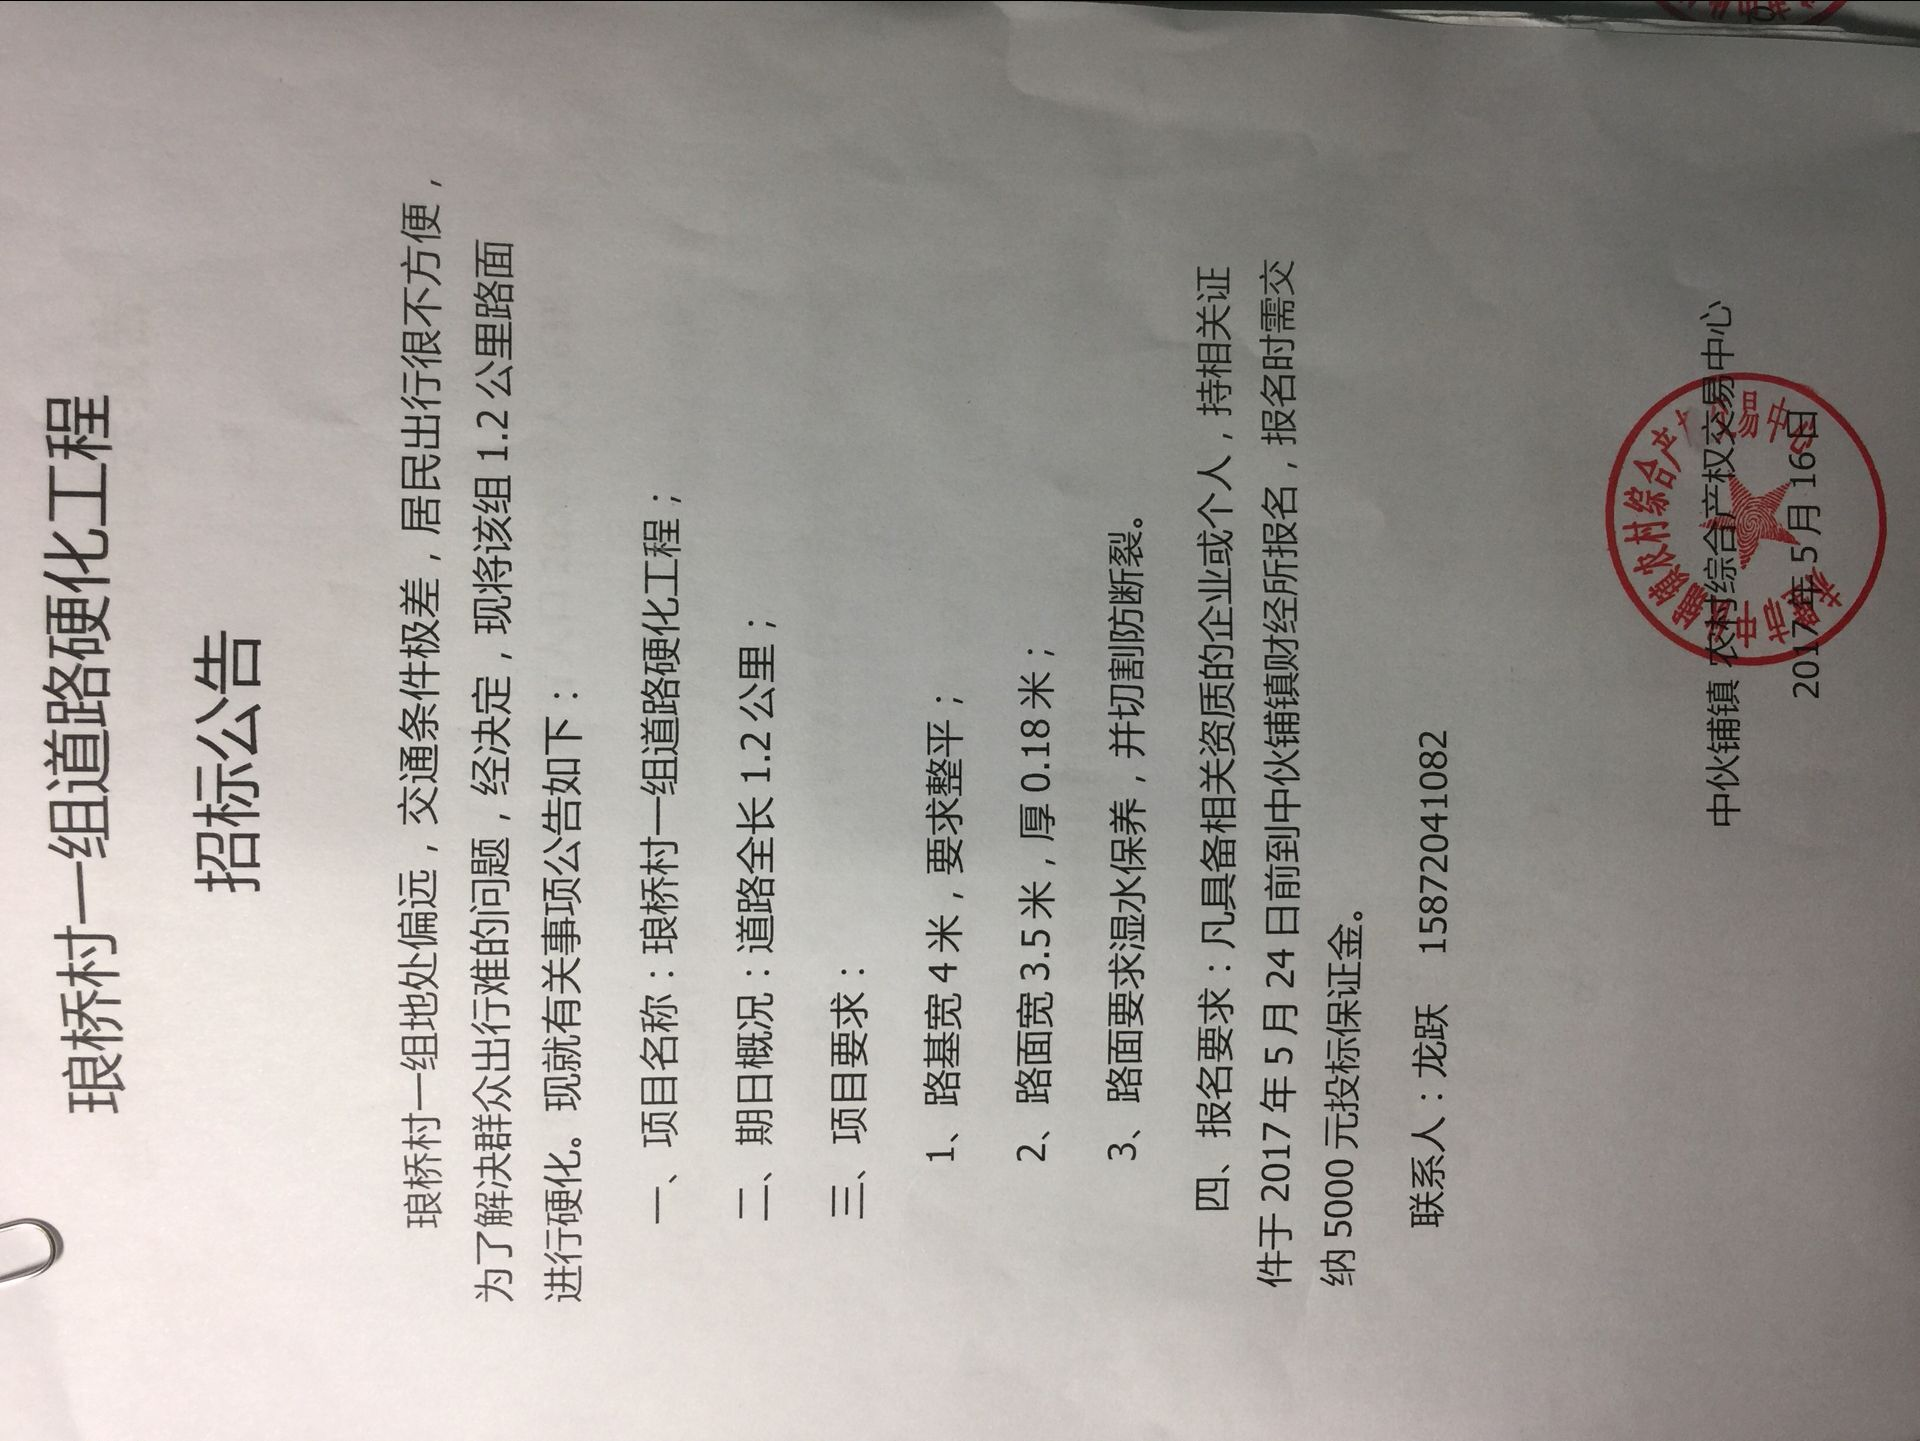 琅桥村一组道路硬化工程
招标公告
琅桥村一组地处偏远，交通条件极差，居民出行很不方便，
为了解决群众出行难的问题，经决定，现将该组 1.2 公里路面
进行硬化。现就有关事项公告如下：
一、项目名称：琅桥村一组道路硬化工程；
二、期日概况：道路全长 1.2 公里；
三、项目要求：
1、路基宽 4 米，要求整平；
2、路面宽 3.5 米，厚 0.18 米；
3、路面要求湿水保养，并切割防断裂。
四、报名要求：凡具备相关资质的企业或个人，持相关证
件于 2017 年 5 月 24 日前到中伙铺镇财经所报名，报名时需交
纳 5000 元投标保证金。
联系人：龙跃 15872041082
中伙铺镇 农村综合产权交易中心
2017年 5月 16日